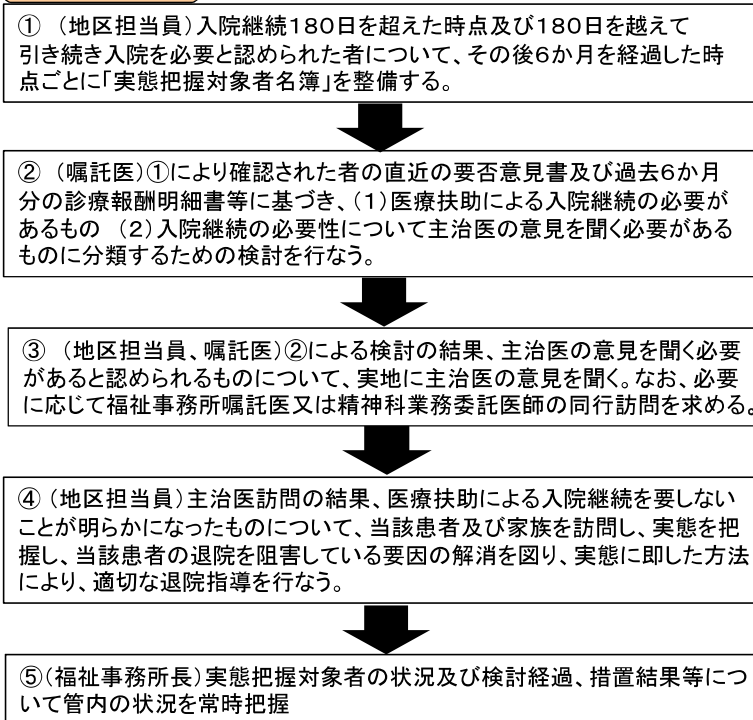 ① (地区担当員)入院継続180日を超えた時点及び180日を越えて
引き続き入院を必要と認められた者について、その後6か月を経過した時
点ごとに「実態把握対象者名簿」を整備する。
② (嘱託医)①により確認された者の直近の要否意見書及び過去6か月
分の診療報酬明細書等に基づき、(1)医療扶助による入院継続の必要が
あるもの (2)入院継続の必要性について主治医の意見を聞く必要がある
ものに分類するための検討を行なう。
③ (地区担当員、嘱託医)②による検討の結果、主治医の意見を聞く必要
があると認められるものについて、実地に主治医の意見を聞く。なお、必要
に応じて福祉事務所嘱託医又は精神科業務委託医師の同行訪問を求める。
④ (地区担当員)主治医訪問の結果、医療扶助による入院継続を要しない
ことが明らかになったものについて、当該患者及び家族を訪問し、実態を把
握し、当該患者の退院を阻害している要因の解消を図り、実態に即した方法
により、適切な退院指導を行なう。
⑤(福祉事務所長)実態把握対象者の状況及び検討経過、措置結果等につ
いて管内の状況を常時把握